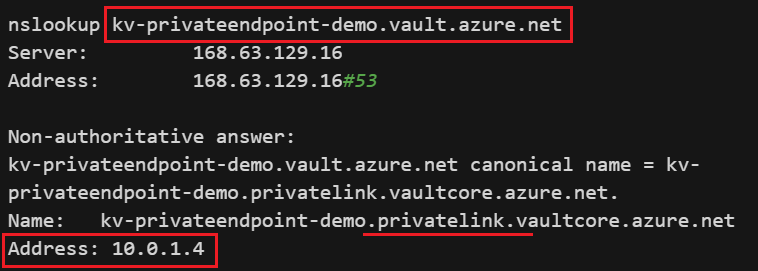 nslookup kv-privateendpoint-demo.vault.azure.net
Server: 168.63.129.16
Address: 168.63.129.16#53
Non-authoritative answer:
kv-privateendpoint-demo.vault.azure.net canonical name = kv-
privateendpoint-demo.privatelink.vaultcore.azure.net.
Name: kv-privateendpoint-demo.privatelink.vaultcore.azure.net
Address: 10.0.1.4